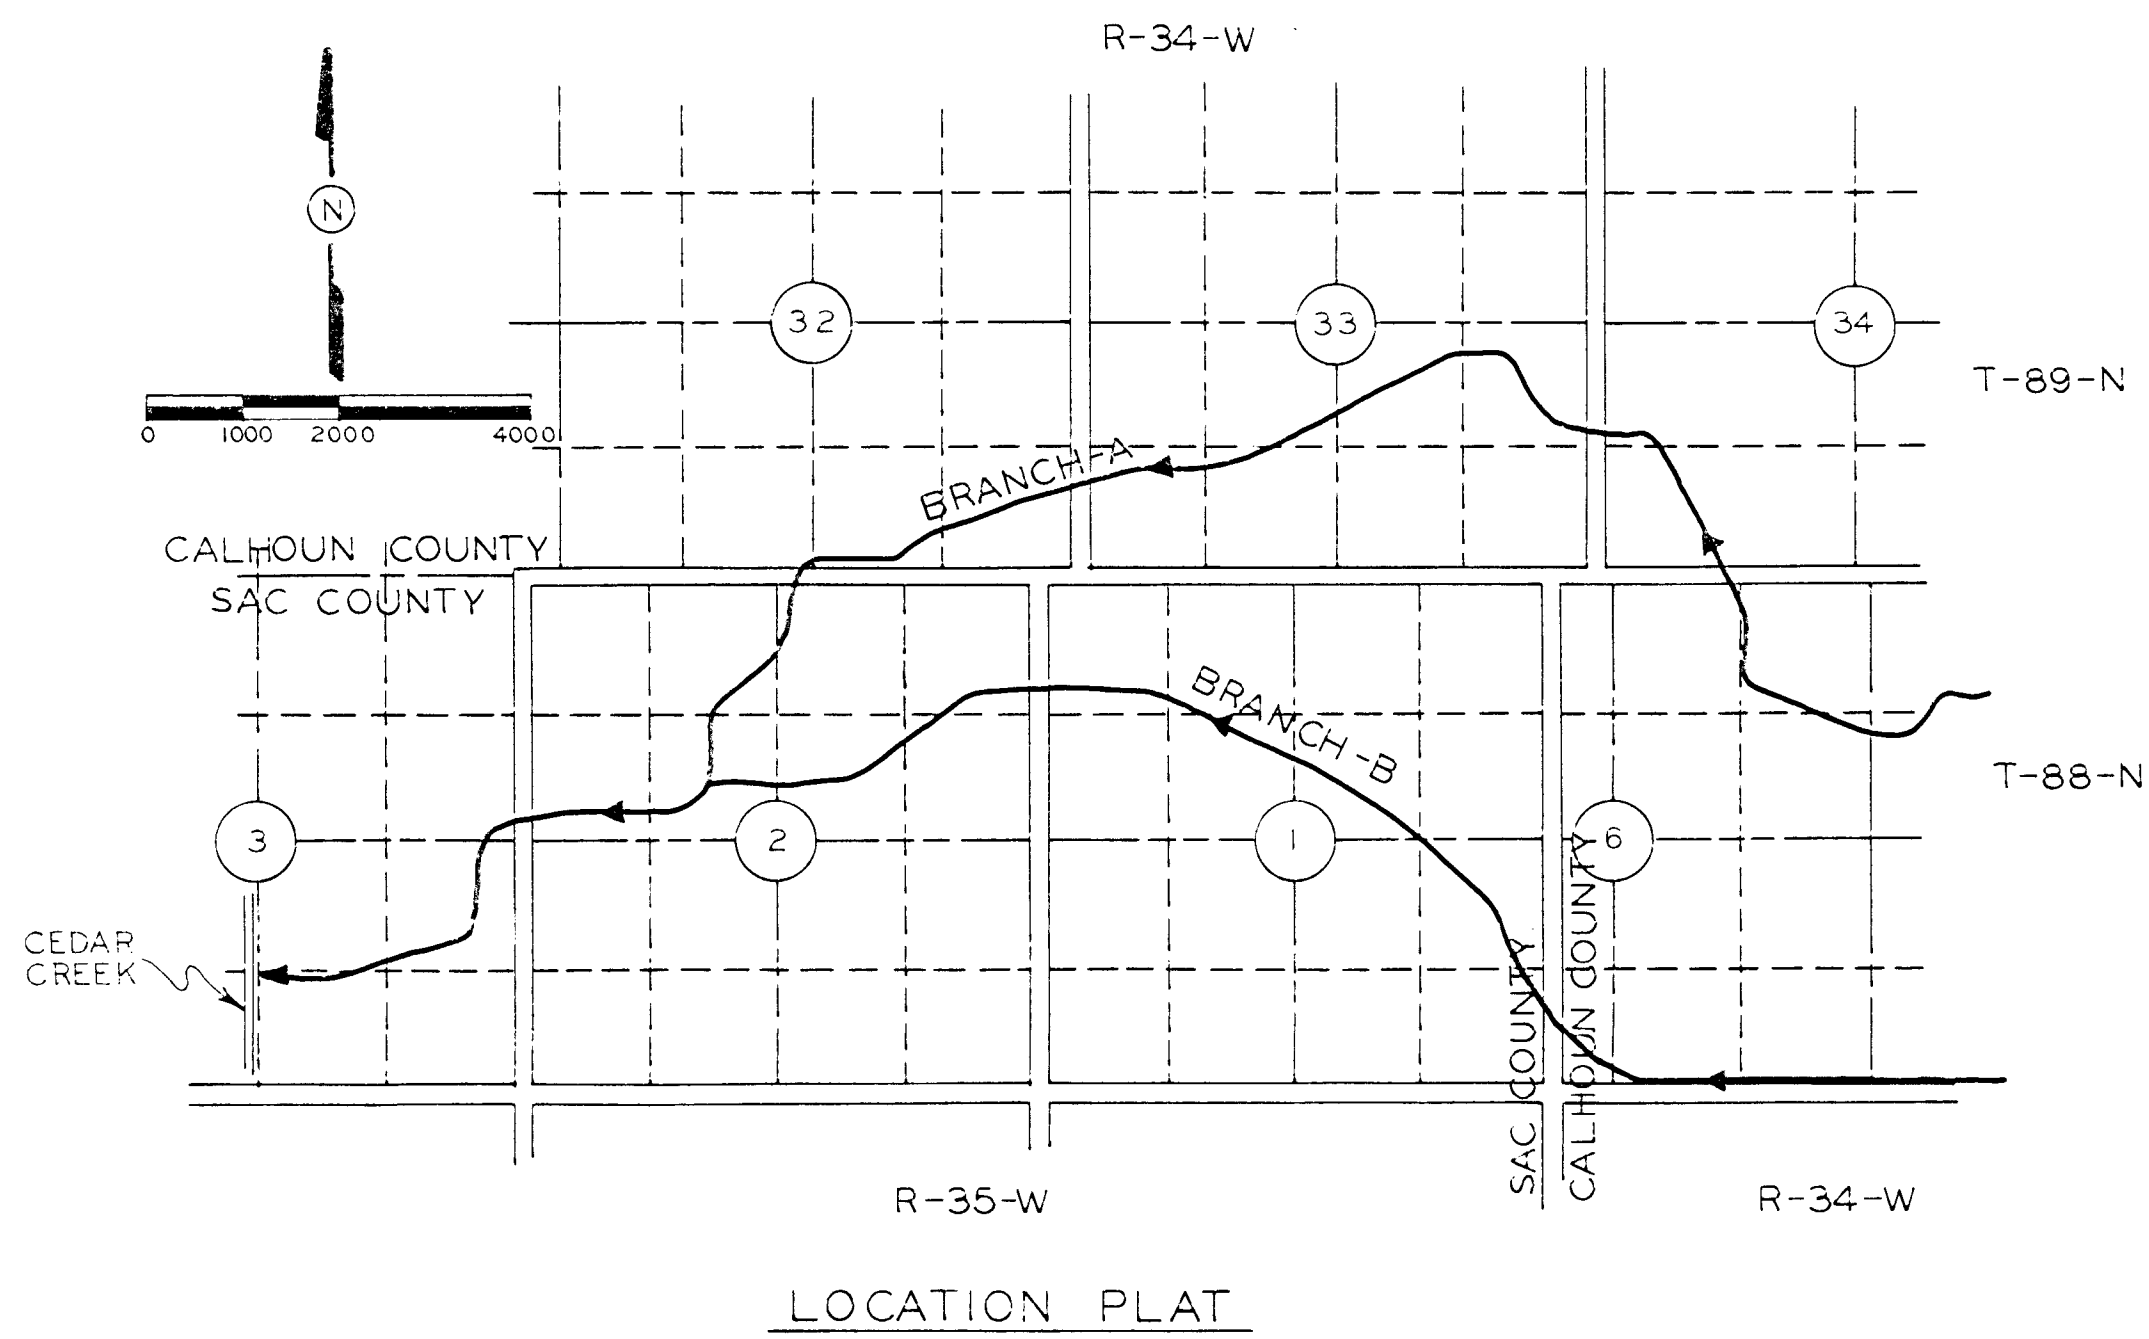 R-34-W
N
32
33
34
T-89-N
0 1000 2000 4000
BRANCH-A
CALHOUN COUNTY
SAC COUNTY
BRANCH-B
T-88-N
3
2
1
6
CEDAR
CREEK
SAC COUNTY
CALHOUN COUNTY
R-35-W
R-34-W
LOCATION PLAT